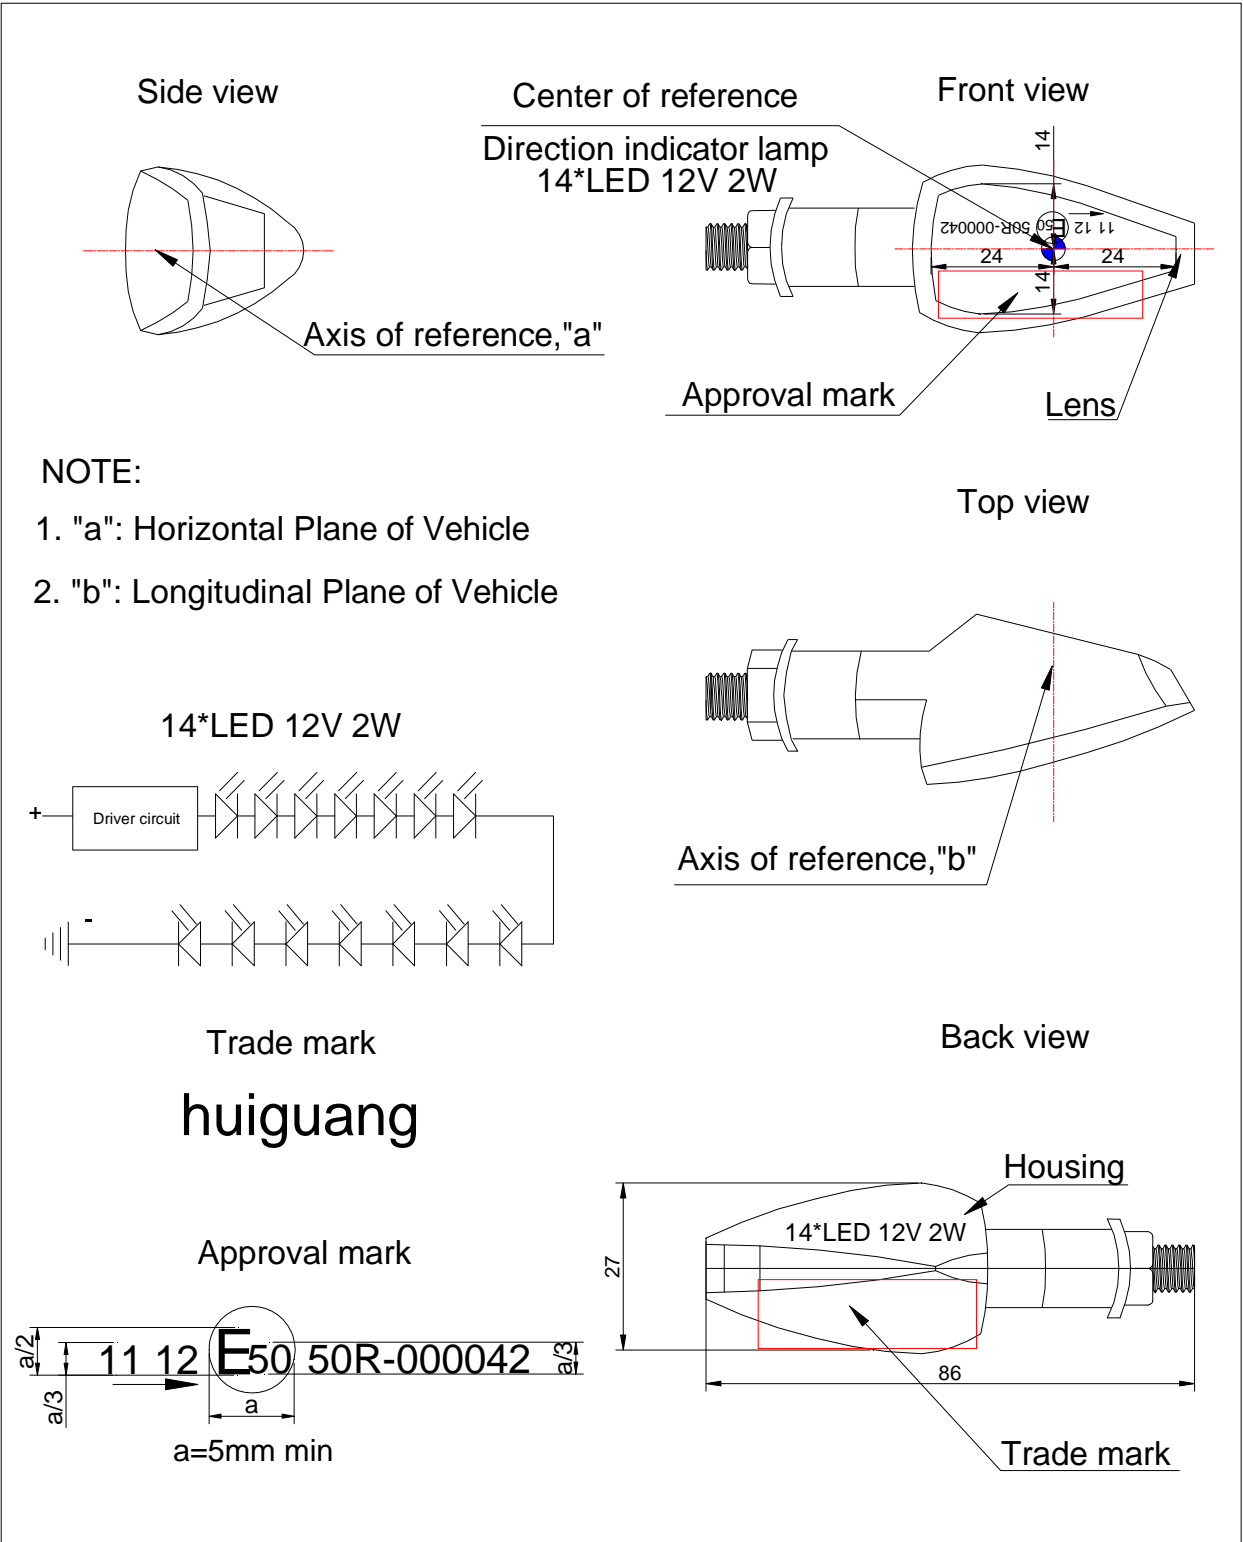 Side view
Center of reference
Front view
Direction indicator lamp
14*LED 12V 2W
14
11 12 E50 50R-000042
24
24
14
Axis of reference,"a"
Approval mark
Lens
NOTE:
1. "a": Horizontal Plane of Vehicle
2. "b": Longitudinal Plane of Vehicle
Top view
14*LED 12V 2W
+
Driver circuit
-
Axis of reference,"b"
Trade mark
huiguang
Back view
Housing
14*LED 12V 2W
27
86
Trade mark
Approval mark
a/2
a/3
11 12 E50 50R-000042
a/3
a
a=5mm min